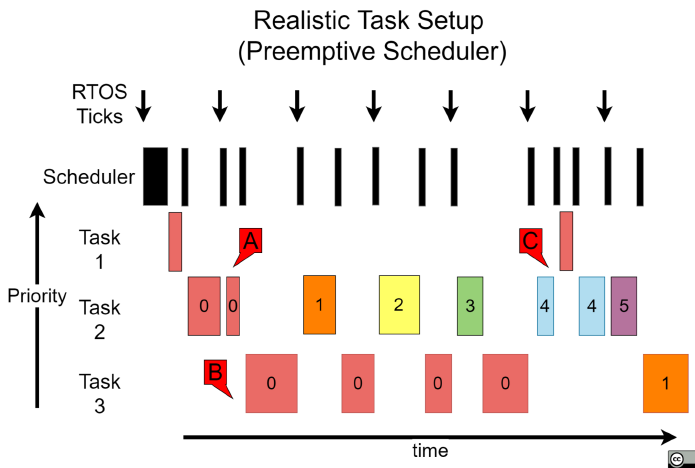 Realistic Task Setup
(Preemptive Scheduler)
RTOS
Ticks
Scheduler
Task
1
A
C
Priority
Task
2
0
0
1
2
3
4
4
5
Task
3
B
0
0
0
0
1
time
cc